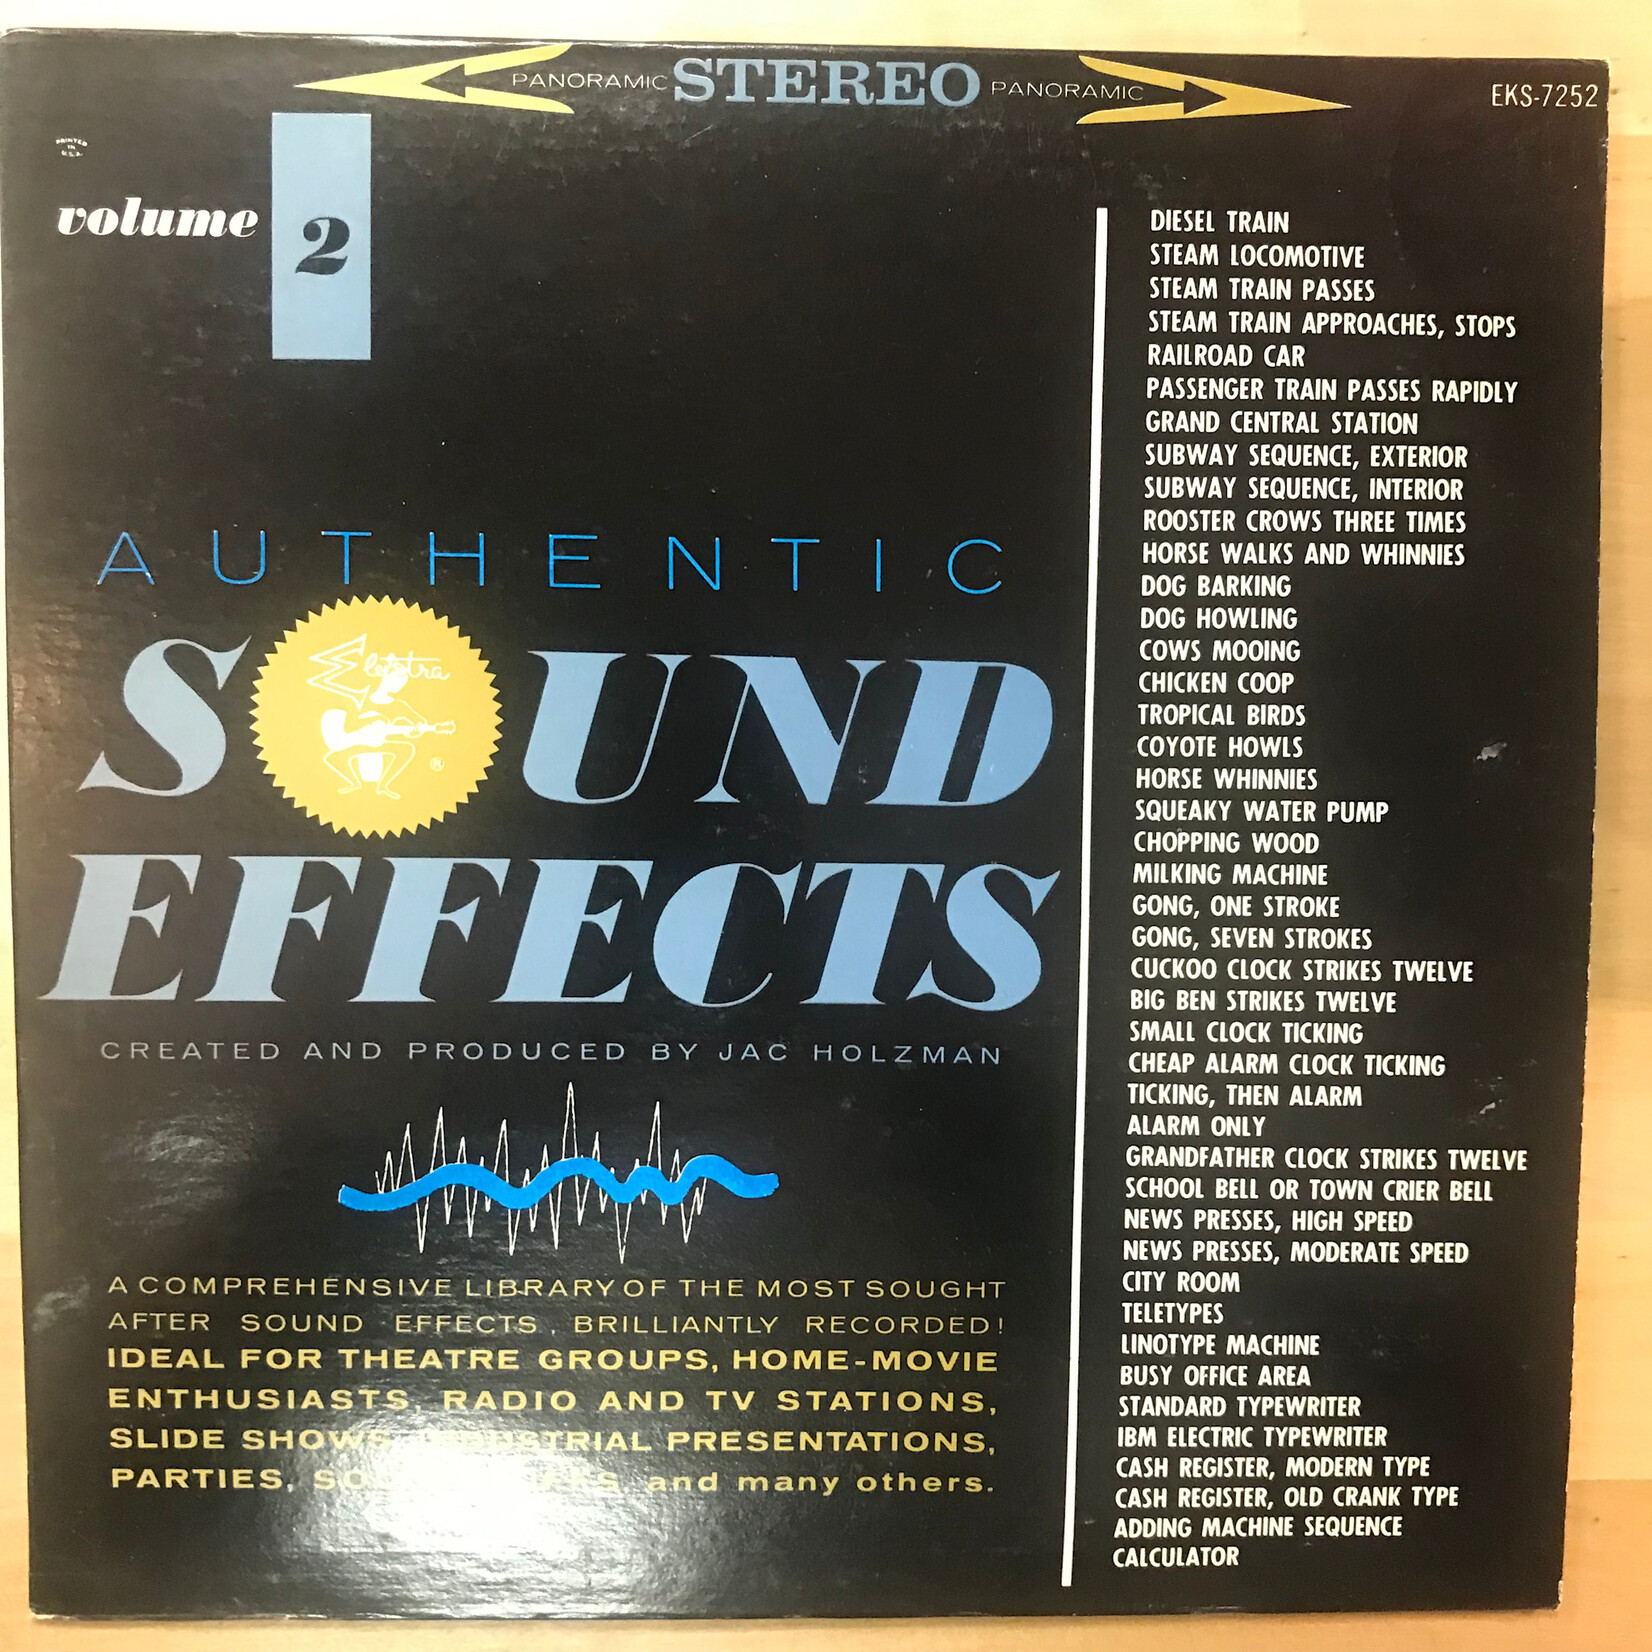 PANORAMIC STEREO PANORAMIC
EKS-7252
PRINTED
IN
U.S.A.
volume 2
AUTHENTIC
SOUND
Elektra
®
EFFECTS
CREATED AND PRODUCED BY JAC HOLZMAN
A COMPREHENSIVE LIBRARY OF THE MOST SOUGHT
AFTER SOUND EFFECTS, BRILLIANTLY RECORDED!
IDEAL FOR THEATRE GROUPS, HOME-MOVIE
ENTHUSIASTS, RADIO AND TV STATIONS,
SLIDE SHOWS, INDUSTRIAL PRESENTATIONS,
PARTIES, and many others.
DIESEL TRAIN
STEAM LOCOMOTIVE
STEAM TRAIN PASSES
STEAM TRAIN APPROACHES, STOPS
RAILROAD CAR
PASSENGER TRAIN PASSES RAPIDLY
GRAND CENTRAL STATION
SUBWAY SEQUENCE, EXTERIOR
SUBWAY SEQUENCE, INTERIOR
ROOSTER CROWS THREE TIMES
HORSE WALKS AND WHINNIES
DOG BARKING
DOG HOWLING
COWS MOOING
CHICKEN COOP
TROPICAL BIRDS
COYOTE HOWLS
HORSE WHINNIES
SQUEAKY WATER PUMP
CHOPPING WOOD
MILKING MACHINE
GONG, ONE STROKE
GONG, SEVEN STROKES
CUCKOO CLOCK STRIKES TWELVE
BIG BEN STRIKES TWELVE
SMALL CLOCK TICKING
CHEAP ALARM CLOCK TICKING
TICKING, THEN ALARM
ALARM ONLY
GRANDFATHER CLOCK STRIKES TWELVE
SCHOOL BELL OR TOWN CRIER BELL
NEWS PRESSES, HIGH SPEED
NEWS PRESSES, MODERATE SPEED
CITY ROOM
TELETYPES
LINOTYPE MACHINE
BUSY OFFICE AREA
STANDARD TYPEWRITER
IBM ELECTRIC TYPEWRITER
CASH REGISTER, MODERN TYPE
CASH REGISTER, OLD CRANK TYPE
ADDING MACHINE SEQUENCE
CALCULATOR